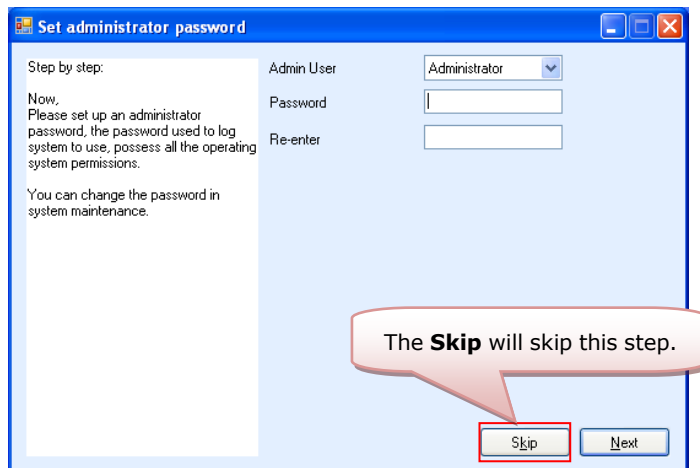 Set administrator password
Step by step:
Now,
Please set up an administrator
password, the password used to log
system to use, possess all the operating
system permissions.
You can change the password in
system maintenance.
Admin User
Administrator
Password
Re-enter
The Skip will skip this step.
Skip
Next